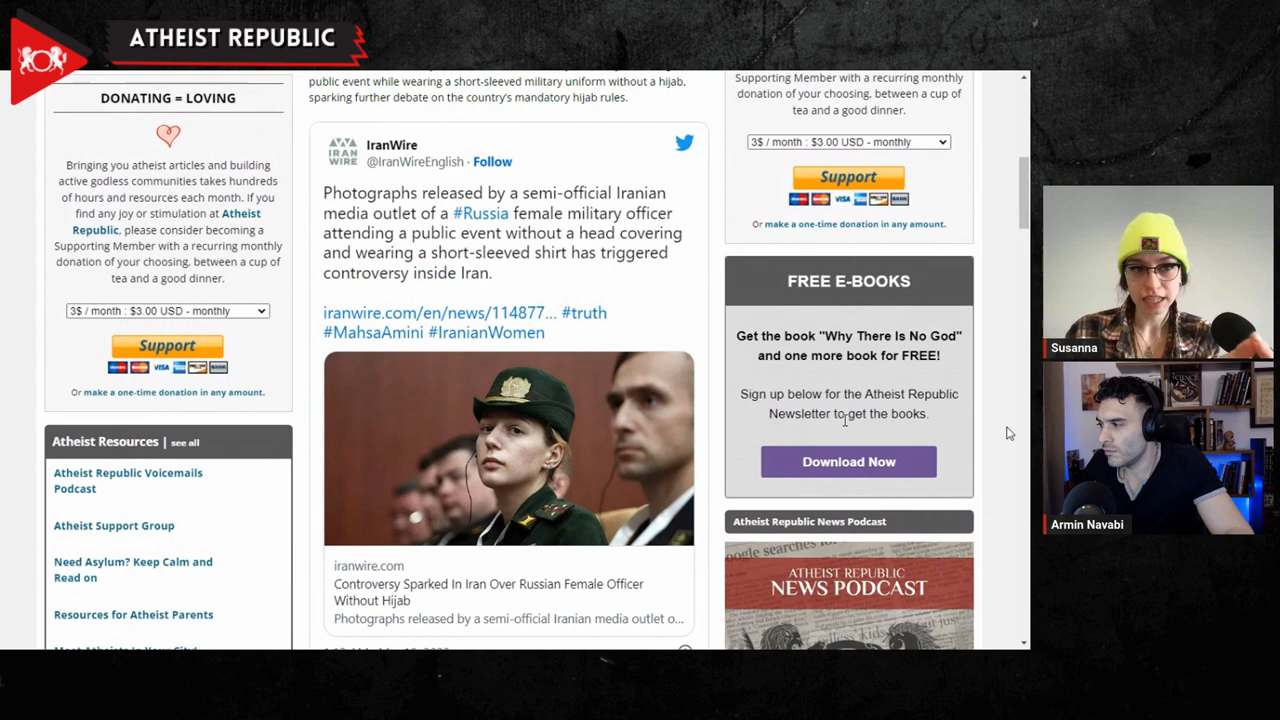 ATHEIST REPUBLIC
DONATING = LOVING
Bringing you atheist articles and building
active godless communities takes hundreds
of hours and resources each month. If you
find any joy or stimulation at Atheist
Republic, please consider becoming a
Supporting Member with a recurring monthly
donation of your choosing, between a cup of
tea and a good dinner.
3$ / month : $3.00 USD - monthly
Support
VISA
BANK
Or make a one-time donation in any amount.
Atheist Resources | see all
Atheist Republic Voicemails
Podcast
Atheist Support Group
Need Asylum? Keep Calm and
Read on
Resources for Atheist Parents
public event while wearing a short-sleeved military uniform without a hijab,
sparking further debate on the country's mandatory hijab rules.
IRAN
WIRE
IranWire
@IranWireEnglish · Follow
Photographs released by a semi-official Iranian
media outlet of a #Russia female military officer
attending a public event without a head covering
and wearing a short-sleeved shirt has triggered
controversy inside Iran.
iranwire.com/en/news/114877... #truth
#MahsaAmini #IranianWomen
iranwire.com
Controversy Sparked In Iran Over Russian Female Officer
Without Hijab
Photographs released by a semi-official Iranian media outlet o...
Supporting Member with a recurring monthly
donation of your choosing, between a cup of
tea and a good dinner.
3$ / month : $3.00 USD - monthly
Support
VISA
BANK
Or make a one-time donation in any amount.
FREE E-BOOKS
Get the book "Why There Is No God"
and one more book for FREE!
Sign up below for the Atheist Republic
Newsletter to get the books.
Download Now
Atheist Republic News Podcast
oogle searches for
ATHEIST REPUBLIC
NEWS PODCAST
Susanna
SCIENCE
Armin Navabi